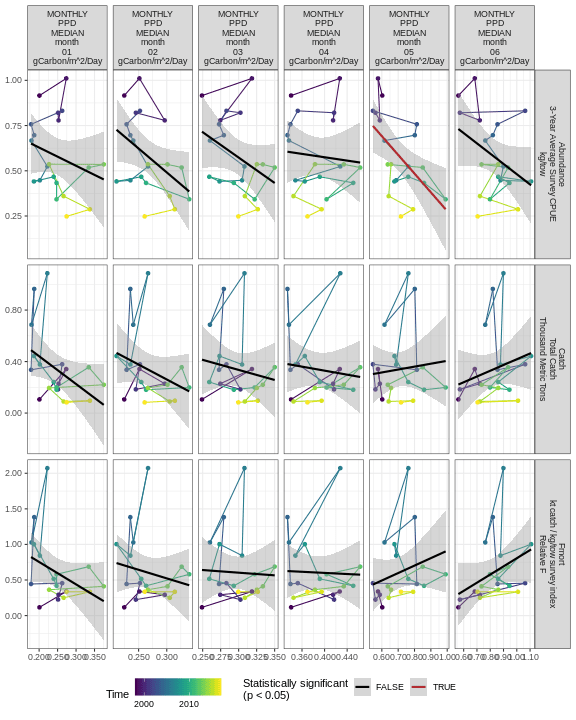 MONTHLY MONTHLY MONTHLY MONTHLY MONTHLY MONTHLY
PPD PPD PPD PPD PPD PPD
MEDIAN MEDIAN MEDIAN MEDIAN MEDIAN MEDIAN
month month month month month month
01 02 03 04 05 06
gCarbon/m^2/Day gCarbon/m^2/Day gCarbon/m^2/Day gCarbon/m^2/Day gCarbon/m^2/Day gCarbon/m^2/Day
1.00
0.75
0.50
0.25
Abundance
3-Year Average Survey CPUE
kg/tow
0.80
0.40
0.00
Catch
Total Catch
Thousand Metric Tons
2.00
1.50
1.00
0.50
0.00
Fmort
kt catch / kg/tow survey index
Relative F
0.200 0.250 0.300 0.350 0.250 0.300 0.250 0.275 0.300 0.325 0.350 0.360 0.400 0.440 0.600 0.700 0.800 0.900 1.00 0.60 0.70 0.80 0.90 1.00 1.10
Time
2000 2010
Statistically significant
(p < 0.05)
FALSE TRUE